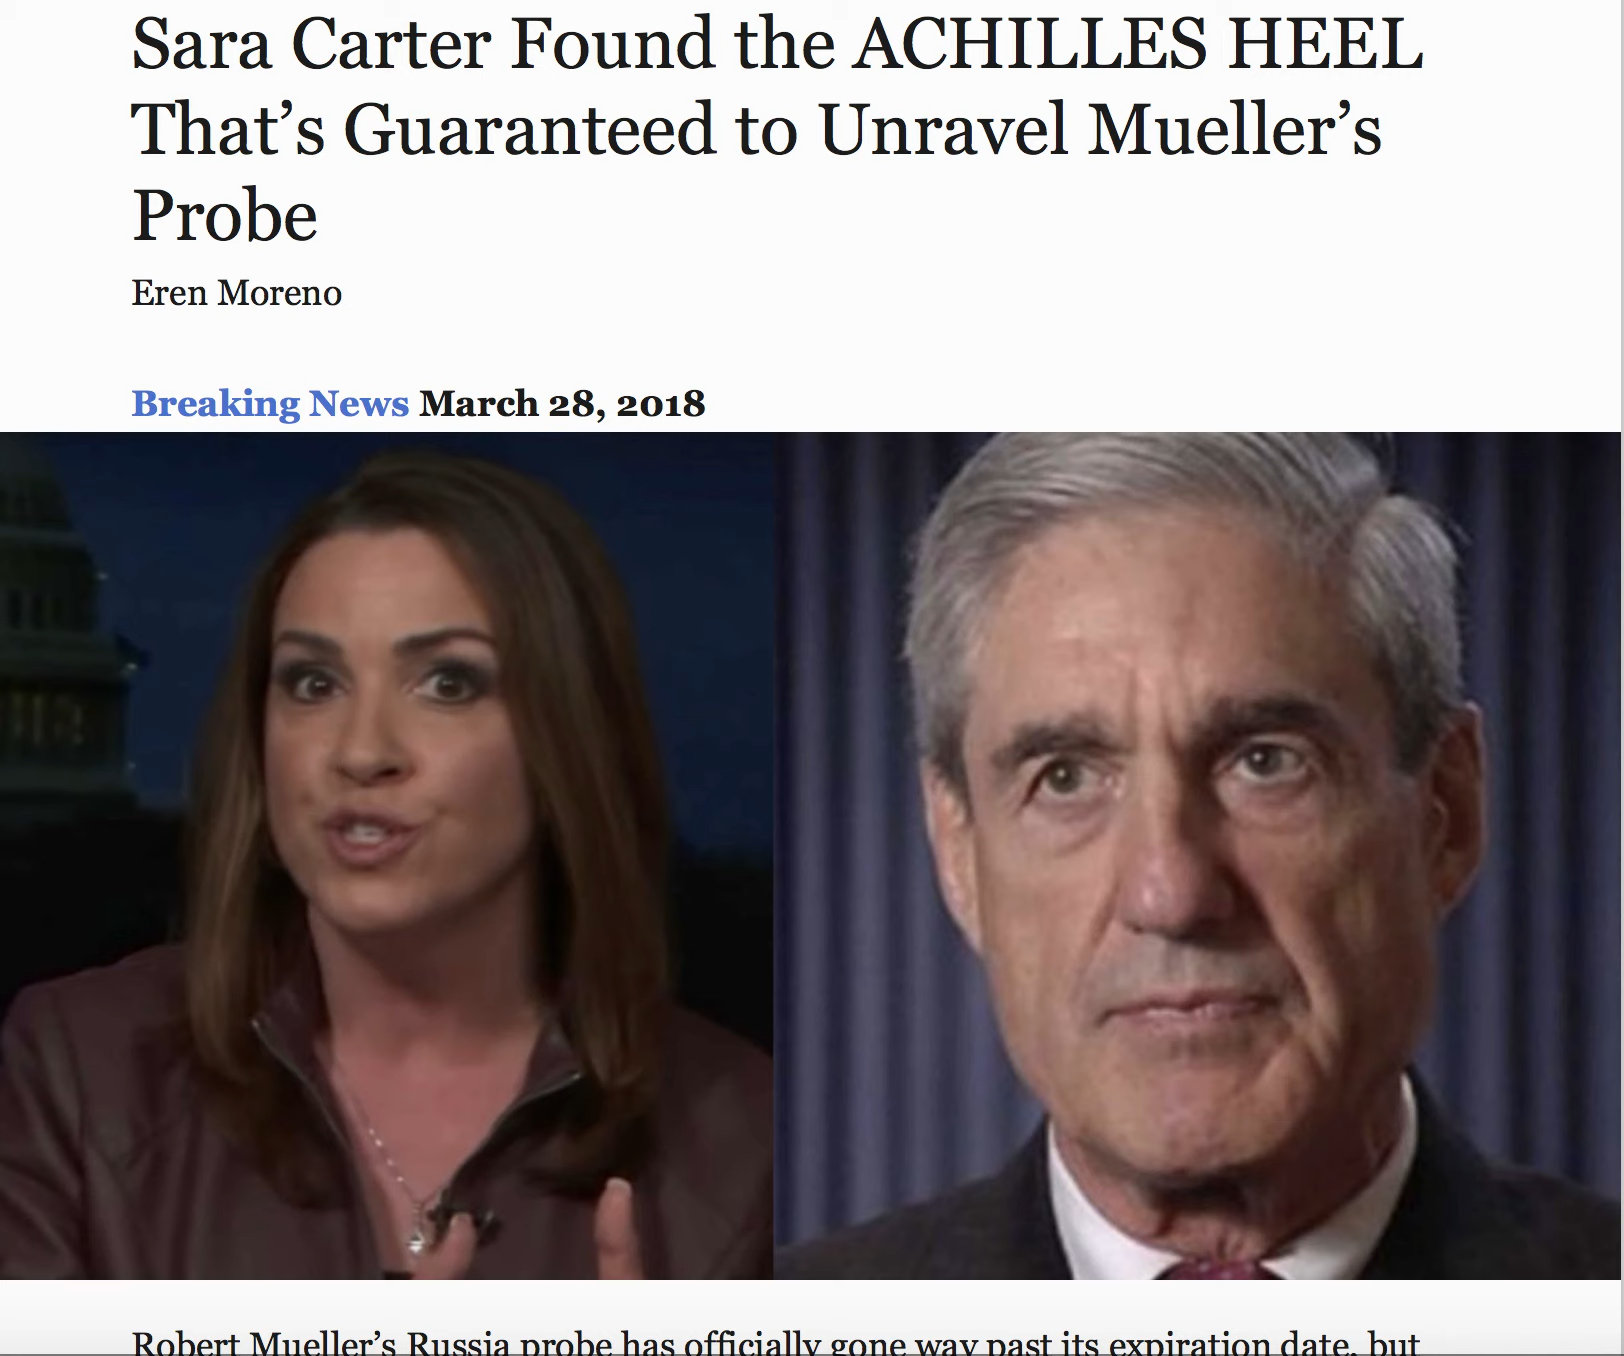 Sara Carter Found the ACHILLES HEEL
That’s Guaranteed to Unravel Mueller’s
Probe
Eren Moreno
Breaking News March 28, 2018
Robert Mueller’s Russia probe has officially gone way past its expiration date, but